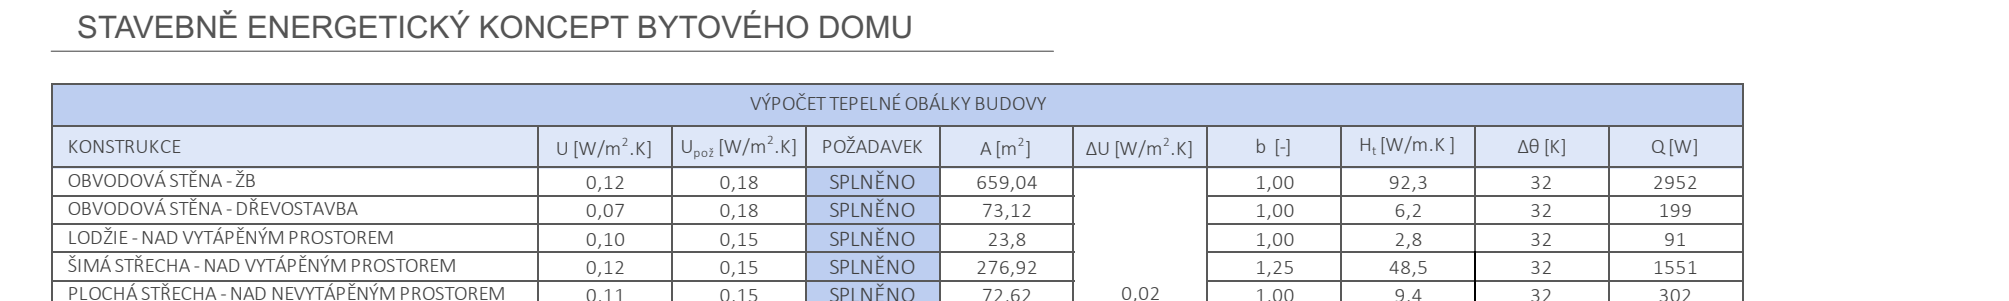 STAVEBNĚ ENERGETICKÝ KONCEPT BYTOVÉHO DOMU
VÝPOČET TEPELNÉ OBÁLKY BUDOVY
KONSTRUKCE U [W/m².K] Upož [W/m².K] POŽADAVEK A [m²] ΔU [W/m².K] b [-] Ht [W/m.K ] Δθ [K] Q [W]
OBVODOVÁ STĚNA - ŽB 0,12 0,18 SPLNĚNO 659,04 1,00 92,3 32 2952
OBVODOVÁ STĚNA - DŘEVOSTAVBA 0,07 0,18 SPLNĚNO 73,12 1,00 6,2 32 199
LODŽIE - NAD VYTÁPĚNÝM PROSTOREM 0,10 0,15 SPLNĚNO 23,8 1,00 2,8 32 91
ŠIMÁ STŘECHA - NAD VYTÁPĚNÝM PROSTOREM 0,12 0,15 SPLNĚNO 276,92 1,25 48,5 32 1551
PLOCHÁ STŘECHA - NAD NEVYTÁPĚNÝM PROSTOREM 0,11 0,15 SPLNĚNO 72,62 0,02 1,00 9,4 32 302